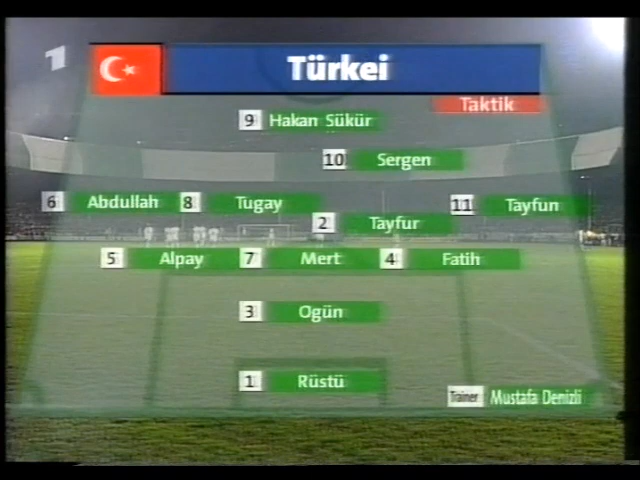 1
Türkei
Taktik
9 Hakan Sükür
10 Sergen
6 Abdullah 8 Tugay 11 Tayfun
2 Tayfur
5 Alpay 7 Mert 4 Fatih
3 Ogün
1 Rüstü
Trainer Mustafa Denizli